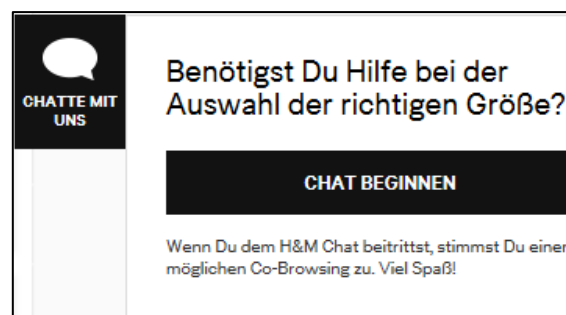 CHATTE MIT
UNS
Benötigst Du Hilfe bei der
Auswahl der richtigen Größe?
CHAT BEGINNEN
Wenn Du dem H&M Chat beitrittst, stimmst Du einer
möglichen Co-Browsing zu. Viel Spaß!